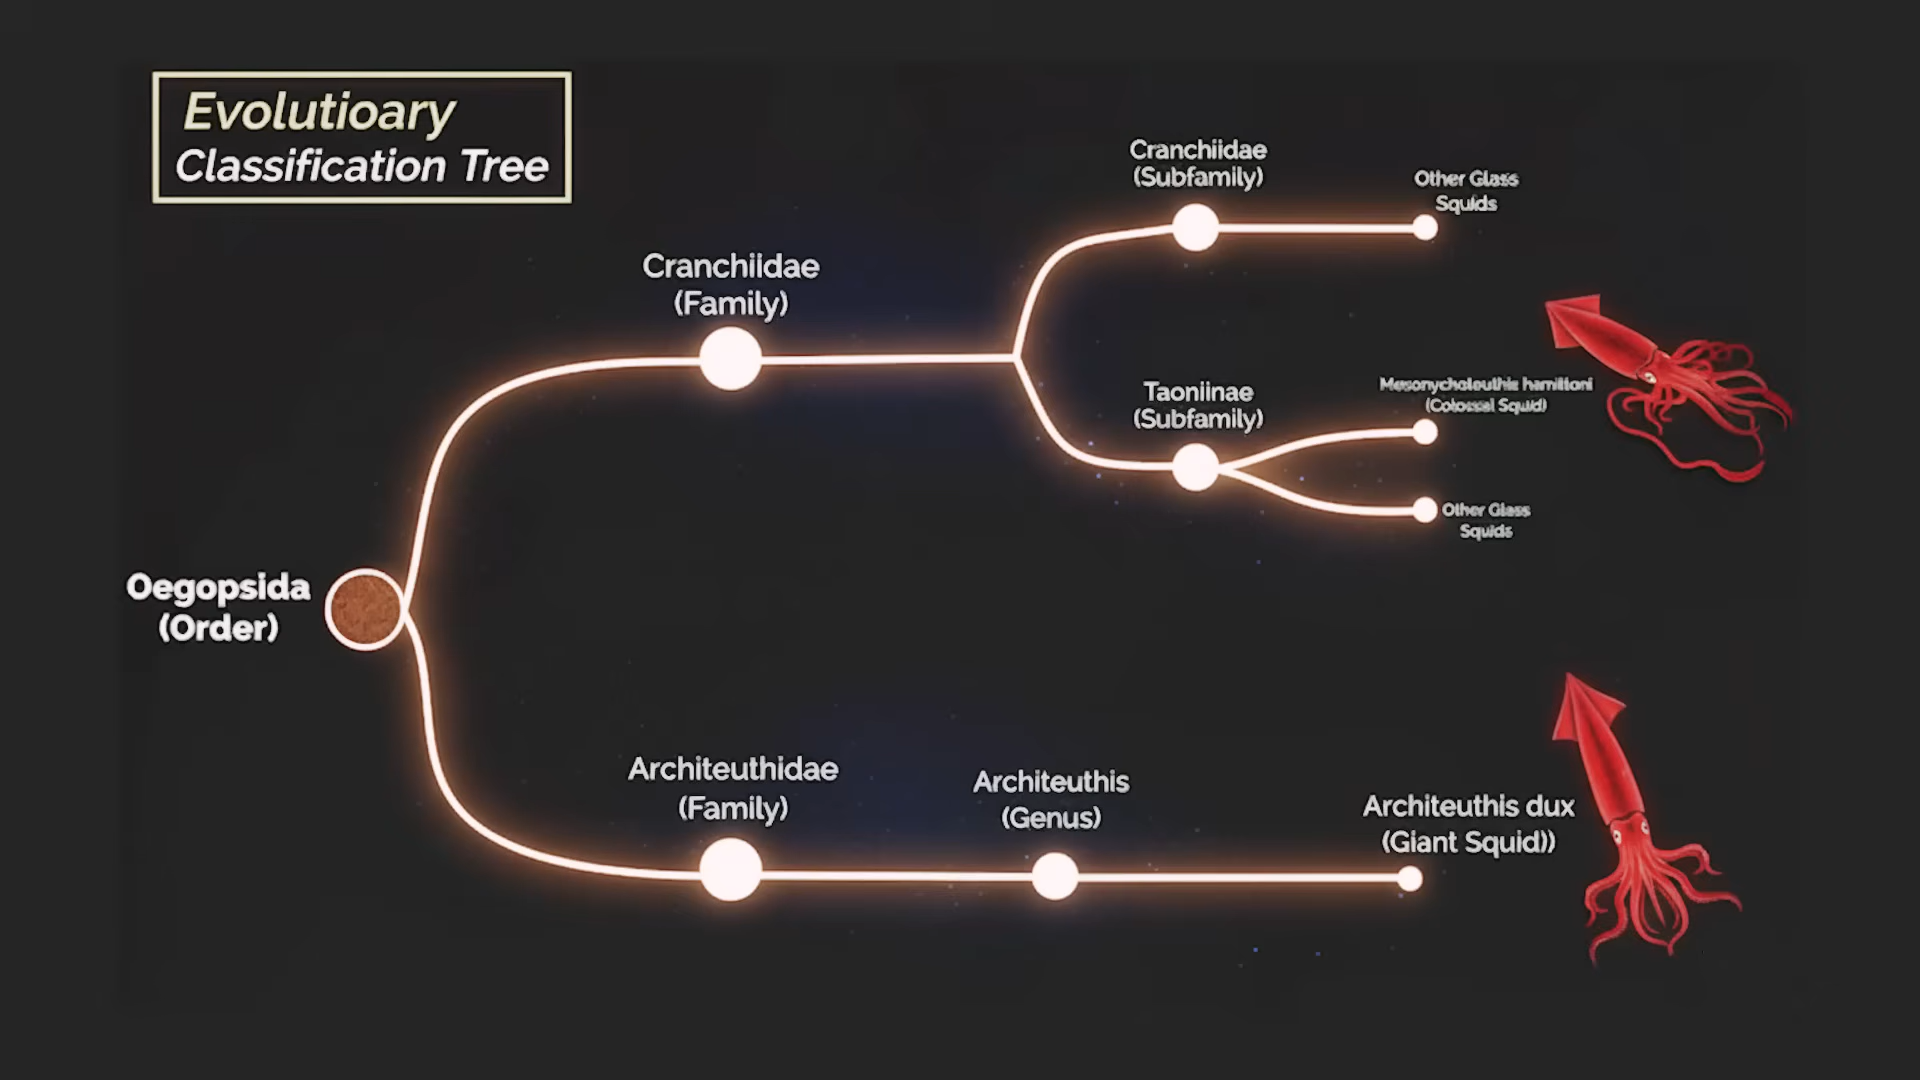 Evolutioary
Classification Tree
Cranchiidae
(Subfamily)
Other Glass
Squids
Cranchiidae
(Family)
Taoniinae
(Subfamily)
Mesonycholeuthis hamiltoni
(Colossal Squid)
Other Glass
Squids
Oegopsida
(Order)
Architeuthidae
(Family)
Architeuthis
(Genus)
Architeuthis dux
(Giant Squid))